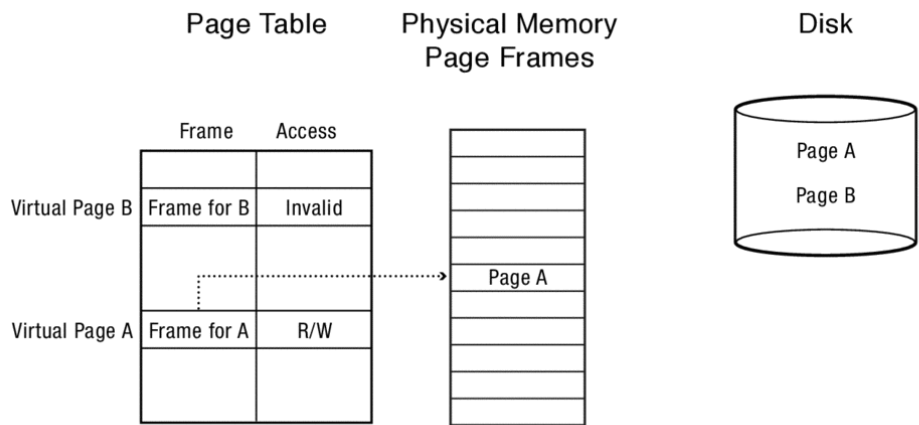 Page Table
Physical Memory
Page Frames
Disk
Frame
Access
Virtual Page B
Frame for B
Invalid
Virtual Page A
Frame for A
R/W
Page A
Page A
Page B